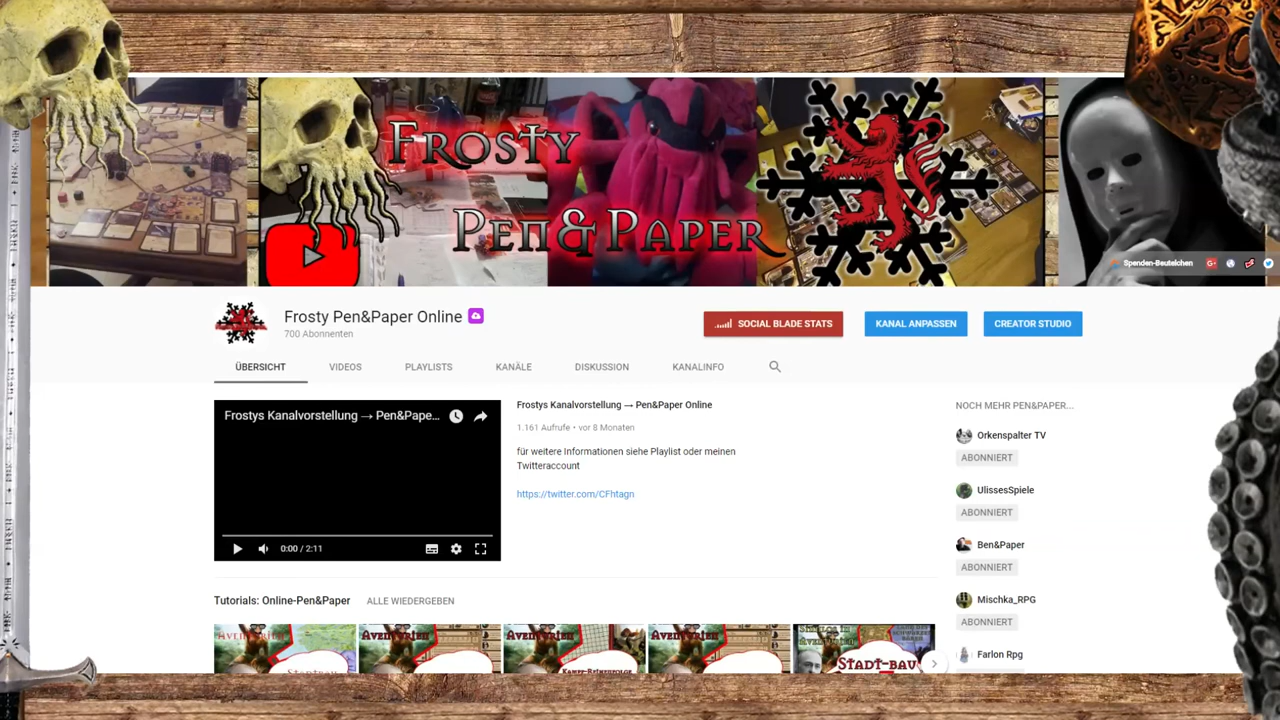 Frosty
Pen&Paper
Spenden-Beutelchen
Frosty Pen&Paper Online
700 Abonnenten
SOCIAL BLADE STATS
KANAL ANPASSEN
CREATOR STUDIO
ÜBERSICHT
VIDEOS
PLAYLISTS
KANÄLE
DISKUSSION
KANALINFO
Frostys Kanalvorstellung → Pen&Pape...
0:00 / 2:11
Frostys Kanalvorstellung → Pen&Paper Online
1.161 Aufrufe • vor 8 Monaten
für weitere Informationen siehe Playlist oder meinen
Twitteraccount
https://twitter.com/CFhtagn
NOCH MEHR PEN&PAPER...
Orkenspalter TV
ABONNIERT
UlissesSpiele
ABONNIERT
Ben&Paper
ABONNIERT
Mischka_RPG
ABONNIERT
Farlon Rpg
Tutorials: Online-Pen&Paper
ALLE WIEDERGEBEN
Aventurien
Aventurien
Aventurien
Aventurien
Stadt-bau